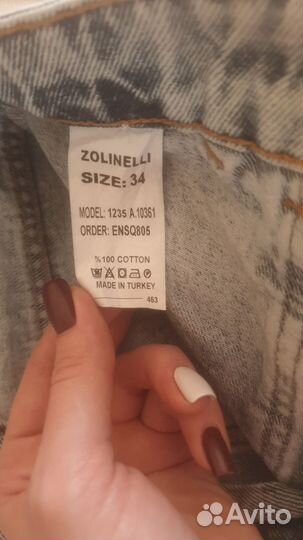 ZOLINELLI
SIZE: 34
MODEL: 123S A.10361
ORDER: ENSQ805
%100 COTTON
MADE IN TURKEY
453
Avito